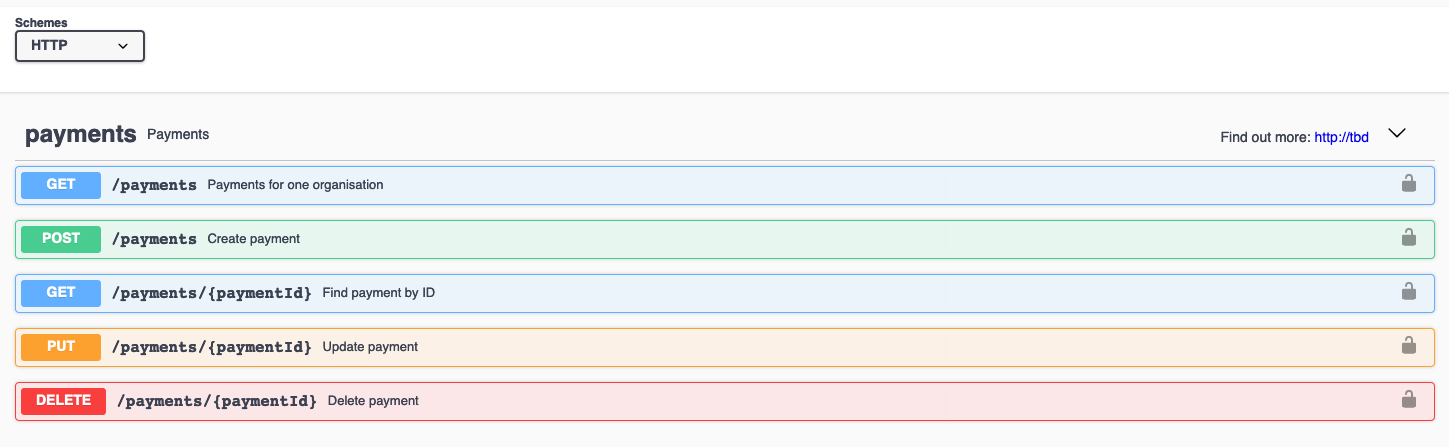 Schemes
HTTP
payments Payments
Find out more: http://tbd
GET /payments Payments for one organisation
POST /payments Create payment
GET /payments/{paymentId} Find payment by ID
PUT /payments/{paymentId} Update payment
DELETE /payments/{paymentId} Delete payment